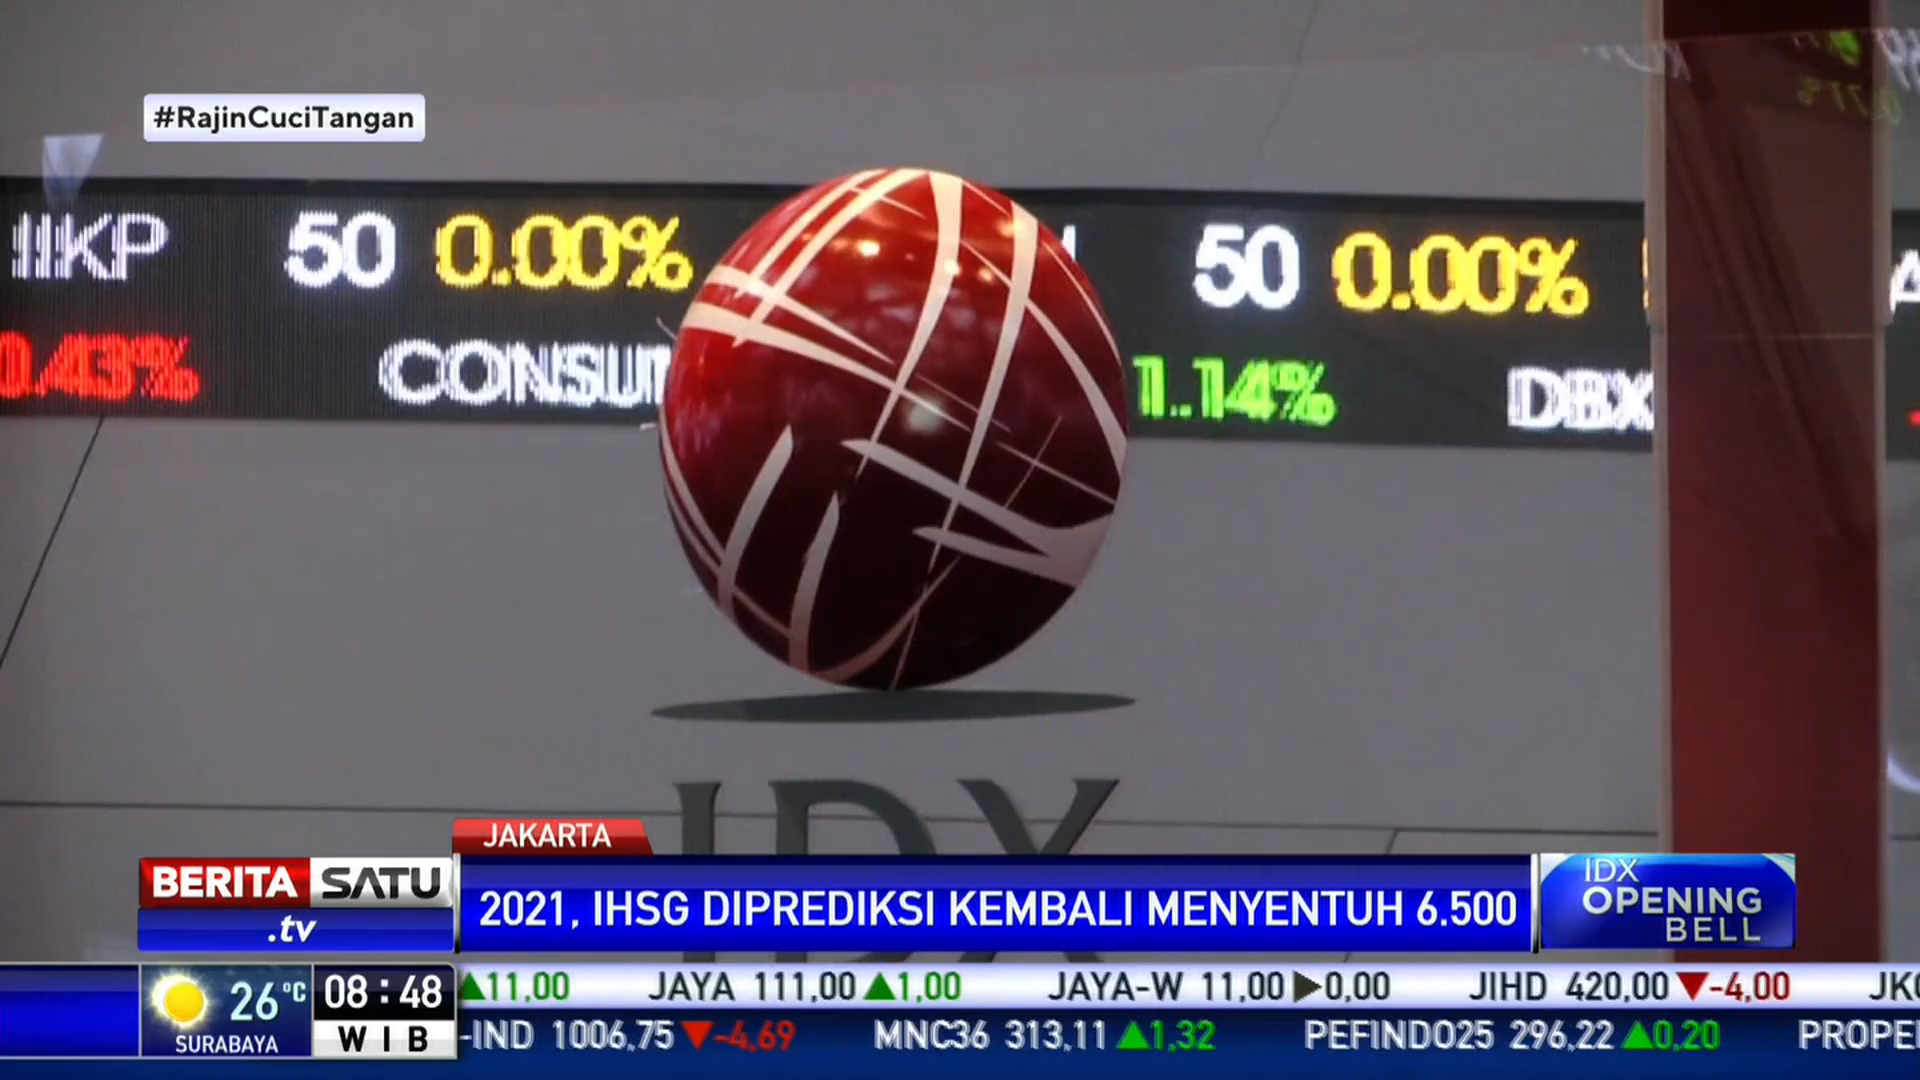 #RajinCuciTangan
IIKP 50 0.00% 50 0.00%
0.43% CONSUM 1.14% DBX
IDX
JAKARTA
BERITA SATU
.tv
2021, IHSG DIPREDIKSI KEMBALI MENYENTUH 6.500
IDX
OPENING
BELL
26°C
SURABAYA
08:48
WIB
▲11,00 JAYA 111,00▲1,00 JAYA-W 11,00▶0,00 JIHD 420,00▼-4,00 JK
-IND 1006,75▼-4,69 MNC36 313,11▲1,32 PEFINDO25 296,22▲0,20 PROPE